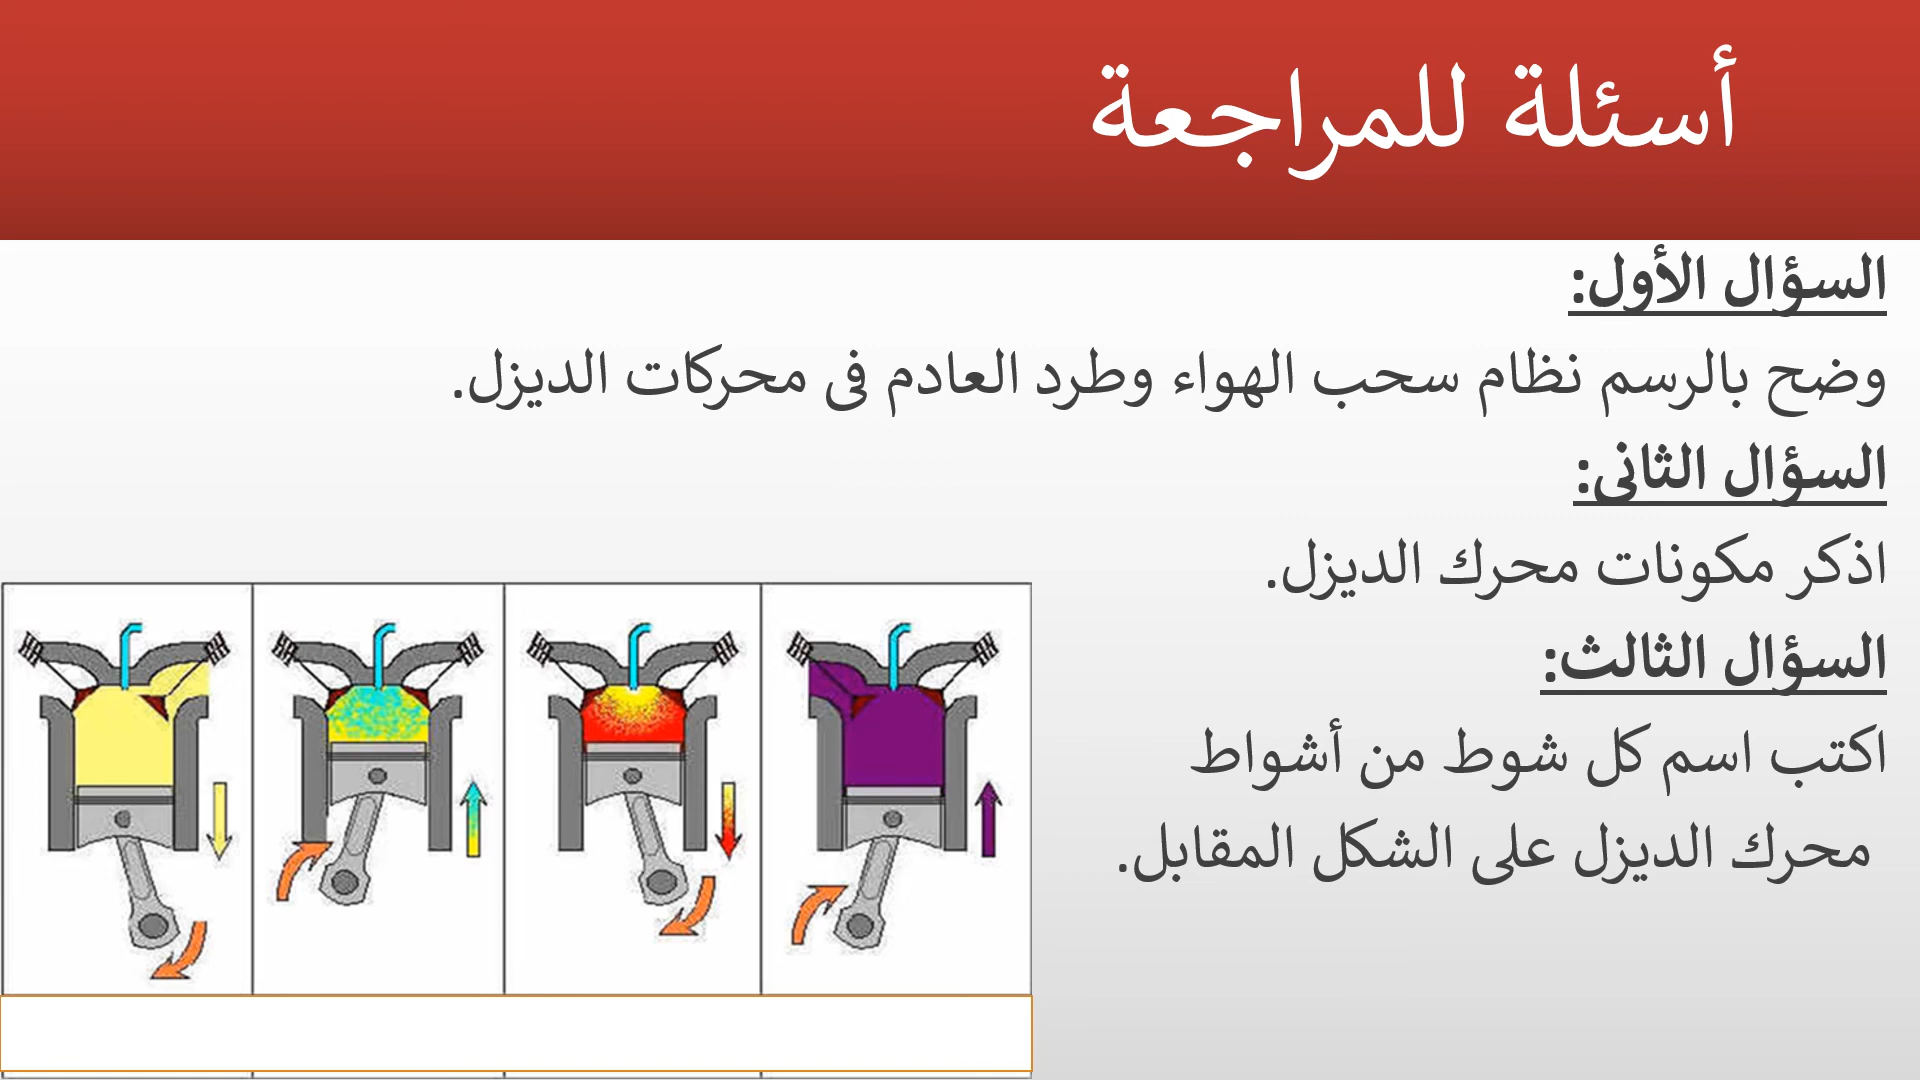 أسئلة للمراجعة
السؤال الأول:
وضح بالرسم نظام سحب الهواء وطرد العادم فى محركات الديزل.
السؤال الثانى:
اذكر مكونات محرك الديزل.
السؤال الثالث:
اكتب اسم كل شوط من أشواط
محرك الديزل على الشكل المقابل.